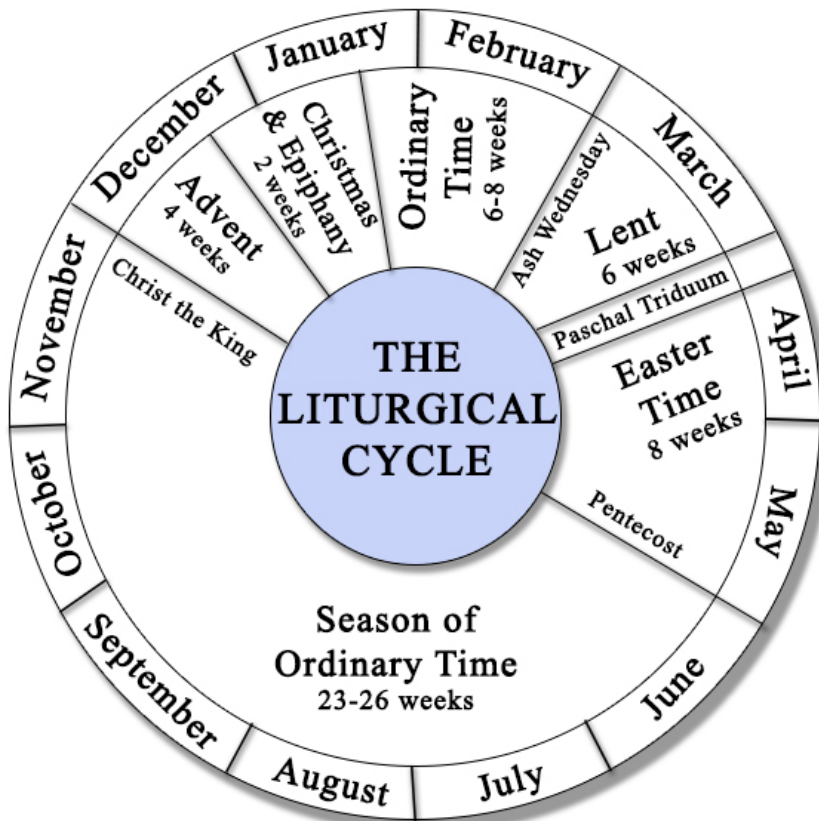 THE
LITURGICAL
CYCLE
January
February
March
April
May
June
July
August
September
October
November
December
Advent
4 weeks
Christmas
& Epiphany
2 weeks
Ordinary
Time
6-8 weeks
Ash Wednesday
Lent
6 weeks
Paschal Triduum
Easter
Time
8 weeks
Pentecost
Season of
Ordinary Time
23-26 weeks
Christ the King